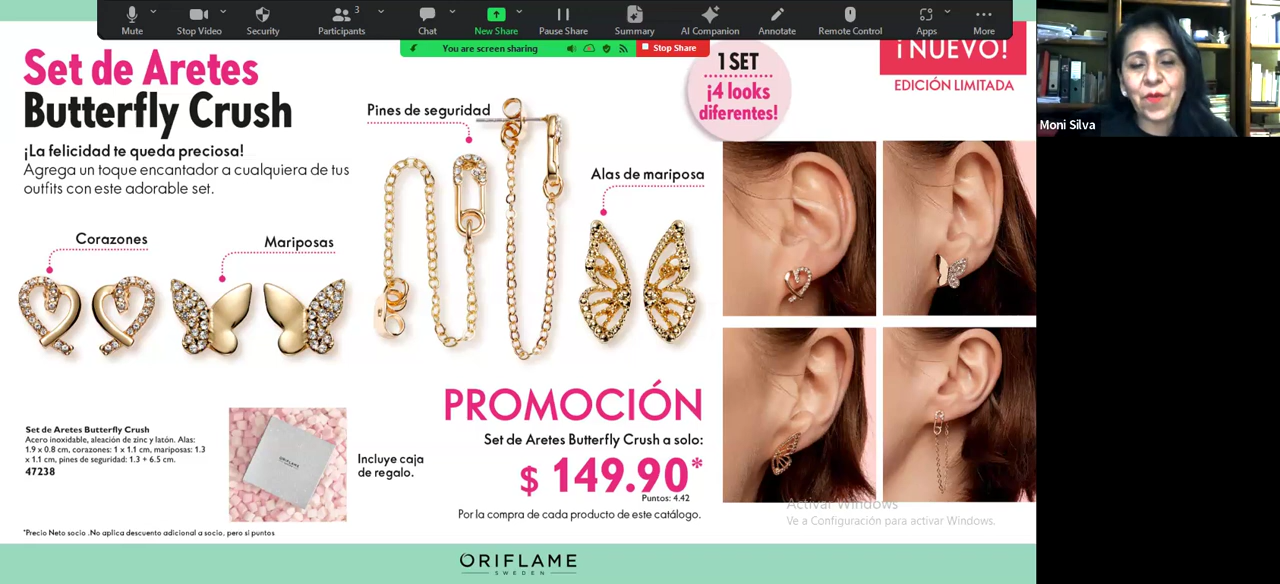 Mute
Stop Video
Security
3
Participants
Chat
New Share
Pause Share
Summary
AI Companion
Annotate
Remote Control
Apps
More
You are screen sharing
Stop Share
Moni Silva
Set de Aretes
Butterfly Crush
¡La felicidad te queda preciosa!
Agrega un toque encantador a cualquiera de tus
outfits con este adorable set.
Corazones
Mariposas
Pines de seguridad
Alas de mariposa
1 SET
¡4 looks
diferentes!
¡NUEVO!
EDICIÓN LIMITADA
Set de Aretes Butterfly Crush
Acero inoxidable, aleación de zinc y latón. Alas:
1.9 x 0.8 cm, corazones: 1 x 1.1 cm, mariposas: 1.3
x 1.1 cm, pines de seguridad: 1.3 + 6.5 cm.
47238
ORIFLAME
Incluye caja
de regalo.
PROMOCIÓN
Set de Aretes Butterfly Crush a solo:
$ 149.90*
Puntos: 4.42
Por la compra de cada producto de este catálogo.
Activar Windows
Ve a Configuración para activar Windows.
*Precio Neto socio .No aplica descuento adicional a socio, pero si puntos
ORIFLAME
SWEDEN